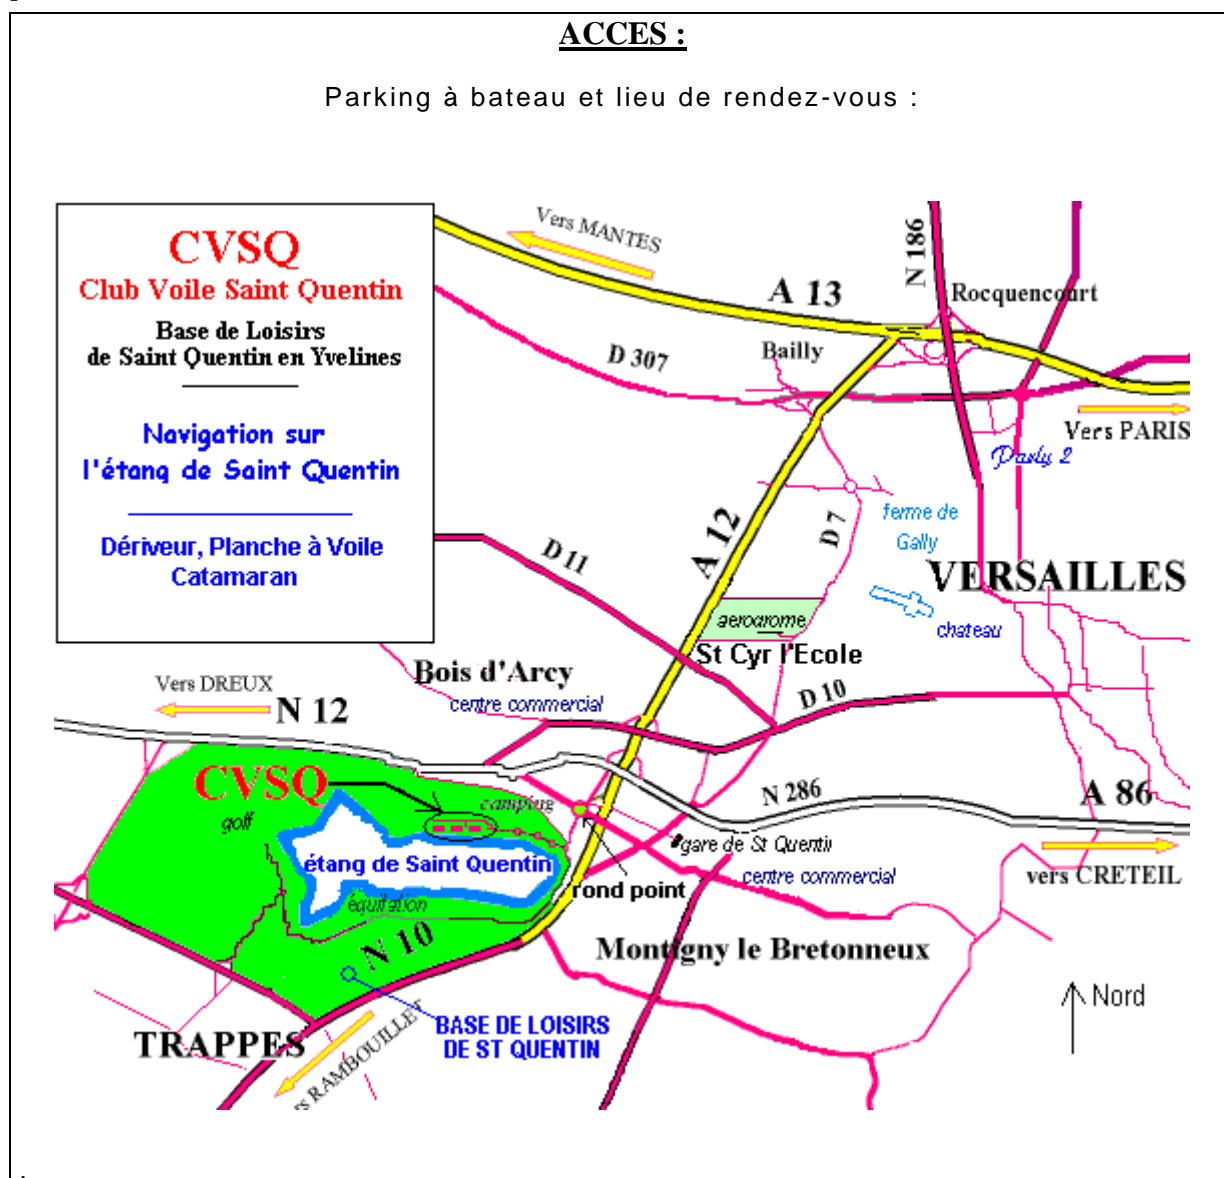 ACCES :
Parking à bateau et lieu de rendez-vous :
CVSQ
Club Voile Saint Quentin
Base de Loisirs
de Saint Quentin en Yvelines
Navigation sur
l'étang de Saint Quentin
Dériveur, Planche à Voile
Catamaran
Vers MANTES
A 13
N 186
Rocquencourt
Bailly
D 307
Vers PARIS
Parly 2
A 12
D 7
ferme de
Gally
D 11
VERSAILLES
aerodrome
chateau
St Cyr l'Ecole
Bois d'Arcy
centre commercial
D 10
Vers DREUX
N 12
CVSQ
camping
golf
N 286
A 86
gare de St Quentin
étang de Saint Quentin
centre commercial
vers CRETEIL
rond point
équitation
N 10
Montigny le Bretonneux
Nord
BASE DE LOISIRS
DE ST QUENTIN
TRAPPES
RAMBOUILLET